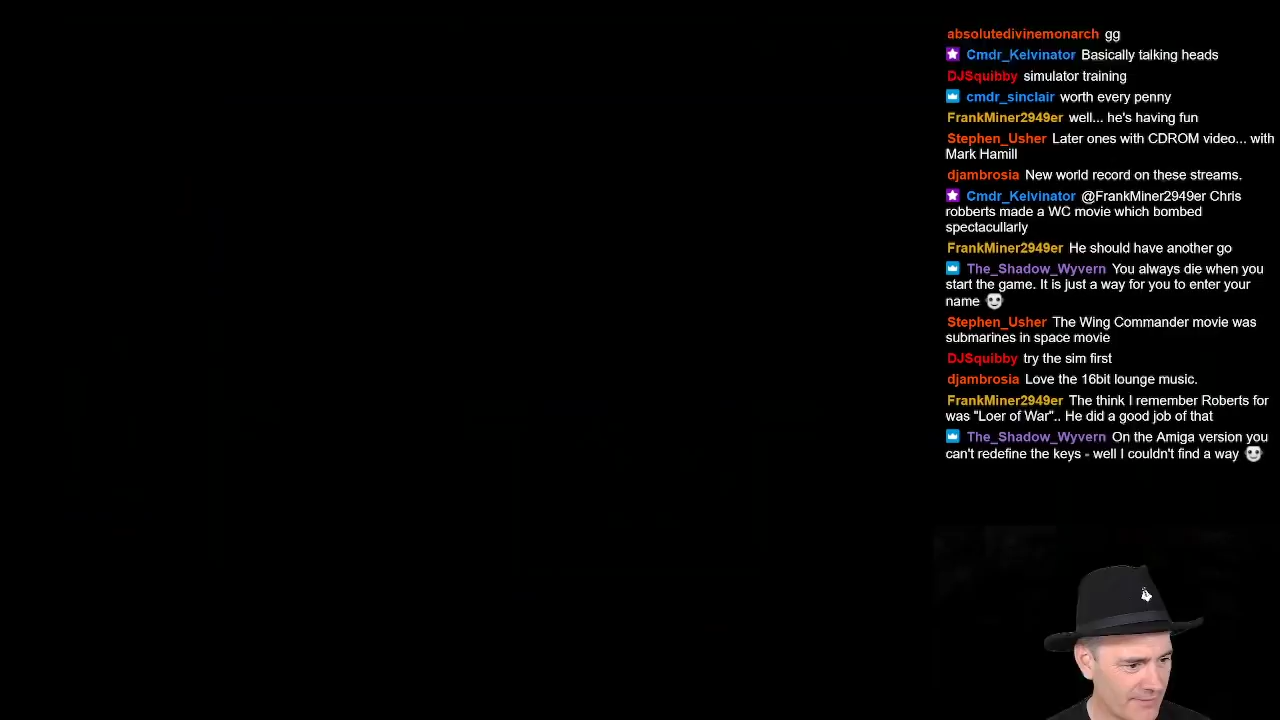 absolutedivinemonarch gg
Cmdr_Kelvinator Basically talking heads
DJSquibby simulator training
cmdr_sinclair worth every penny
FrankMiner2949er well... he's having fun
Stephen_Usher Later ones with CDROM video... with
Mark Hamill
djambrosia New world record on these streams.
Cmdr_Kelvinator @FrankMiner2949er Chris
robberts made a WC movie which bombed
spectacullarly
FrankMiner2949er He should have another go
The_Shadow_Wyvern You always die when you
start the game. It is just a way for you to enter your
name
Stephen_Usher The Wing Commander movie was
submarines in space movie
DJSquibby try the sim first
djambrosia Love the 16bit lounge music.
FrankMiner2949er The think I remember Roberts for
was "Loer of War".. He did a good job of that
The_Shadow_Wyvern On the Amiga version you
can't redefine the keys - well I couldn't find a way